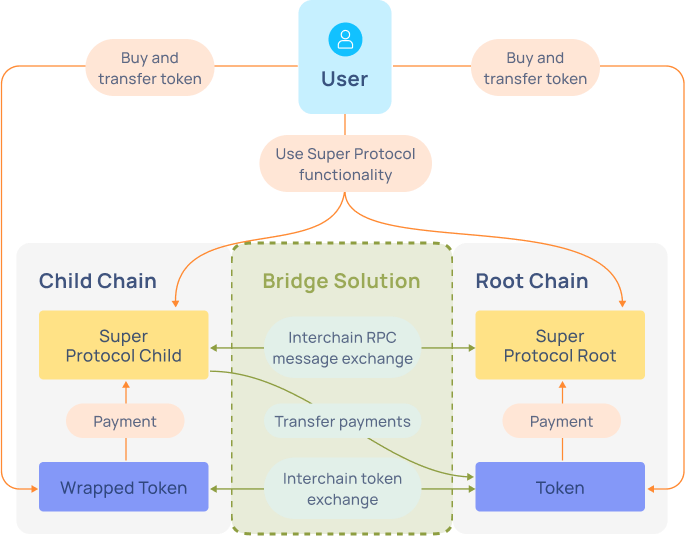 Buy and
transfer token
User
Buy and
transfer token
Use Super Protocol
functionality
Child Chain
Bridge Solution
Root Chain
Super
Protocol Child
Interchain RPC
message exchange
Super
Protocol Root
Payment
Transfer payments
Payment
Wrapped Token
Interchain token
exchange
Token